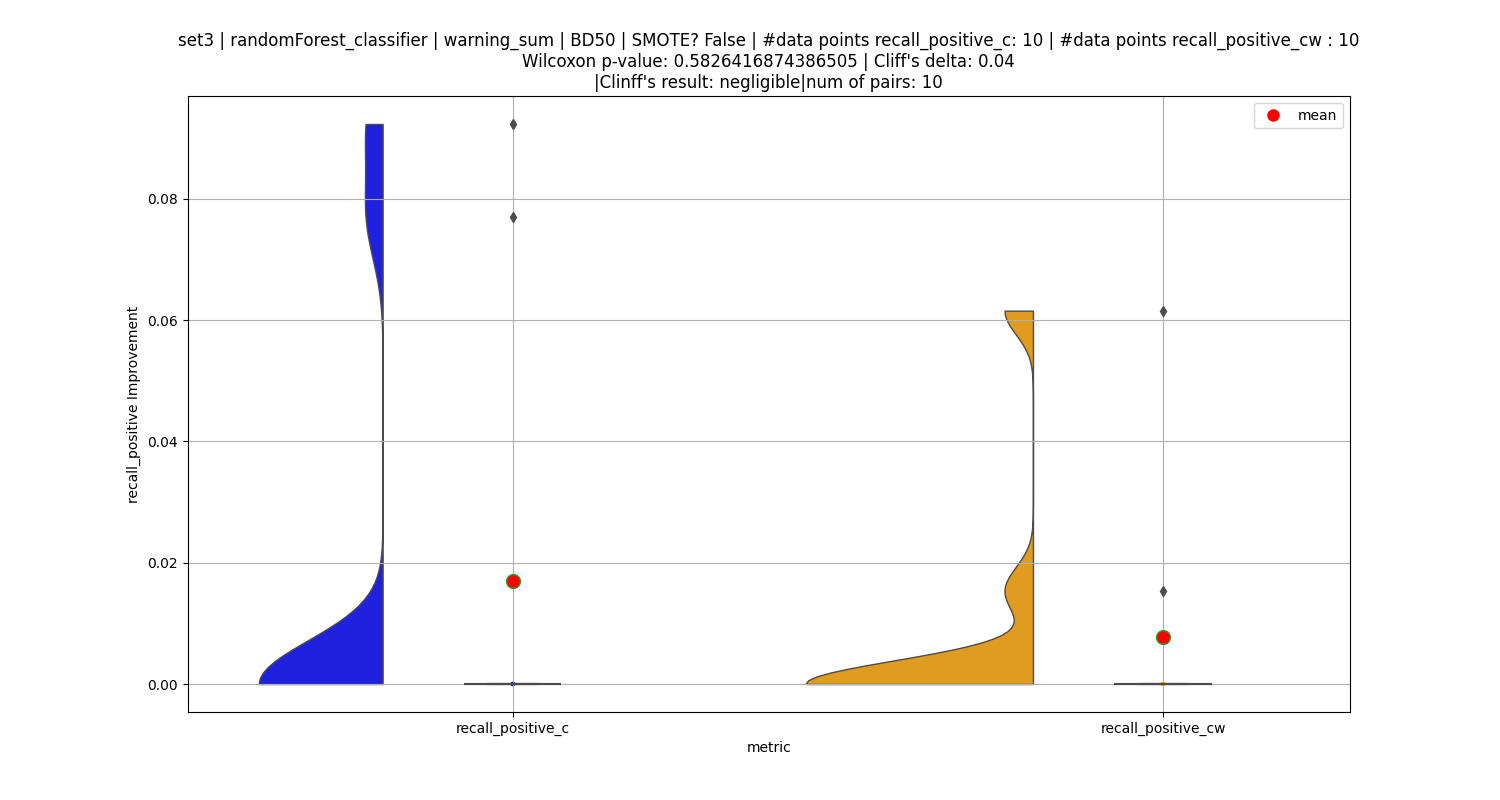 set3 | randomForest_classifier | warning_sum | BD50 | SMOTE? False | #data points recall_positive_c: 10 | #data points recall_positive_cw : 10
Wilcoxon p-value: 0.5826416874386505 | Cliff's delta: 0.04
|Clinff's result: negligible|num of pairs: 10
mean
0.08
0.06
0.04
0.02
0.00
recall_positive Improvement
recall_positive_c
recall_positive_cw
metric